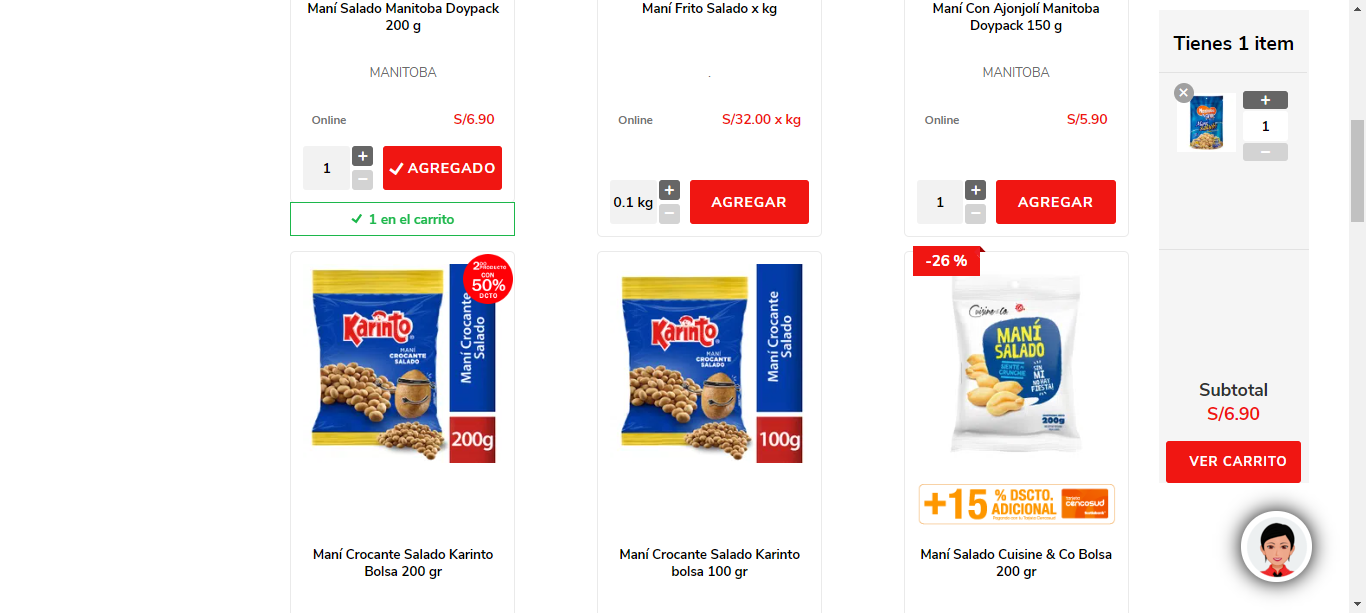 Maní Salado Manitoba Doypack
200 g
MANITOBA
Online S/6.90
1 + − AGREGADO
1 en el carrito
Maní Frito Salado x kg
.
Online S/32.00 x kg
0.1 kg + − AGREGAR
Maní Con Ajonjolí Manitoba
Doypack 150 g
MANITOBA
Online S/5.90
1 + − AGREGAR
Tienes 1 item
+
1
−
Subtotal
S/6.90
VER CARRITO
2DO PRODUCTO
CON
50%
DCTO
Karinto
MANÍ
CROCANTE
SALADO
Maní Crocante
Salado
200g
Maní Crocante Salado Karinto
Bolsa 200 gr
Karinto
MANÍ
CROCANTE
SALADO
Maní Crocante
Salado
100g
Maní Crocante Salado Karinto
bolsa 100 gr
-26 %
Cuisine & Co.
MANÍ
SALADO
SIN
MI
NO HAY
FIESTA!
200g
+15 % DSCTO.
ADICIONAL
cencosud
Maní Salado Cuisine & Co Bolsa
200 gr